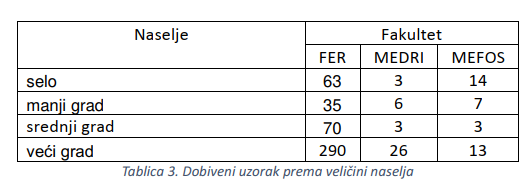 Naselje Fakultet
FER MEDRI MEFOS
selo 63 3 14
manji grad 35 6 7
srednji grad 70 3 3
veći grad 290 26 13
Tablica 3. Dobiveni uzorak prema veličini naselja